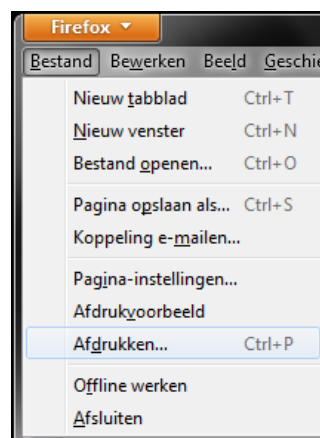 Firefox
Bestand Bewerken Beeld Geschie
Nieuw tabblad Ctrl+T
Nieuw venster Ctrl+N
Bestand openen... Ctrl+O
Pagina opslaan als... Ctrl+S
Koppeling e-mailen...
Pagina-instellingen...
Afdrukvoorbeeld
Afdrukken... Ctrl+P
Offline werken
Afsluiten